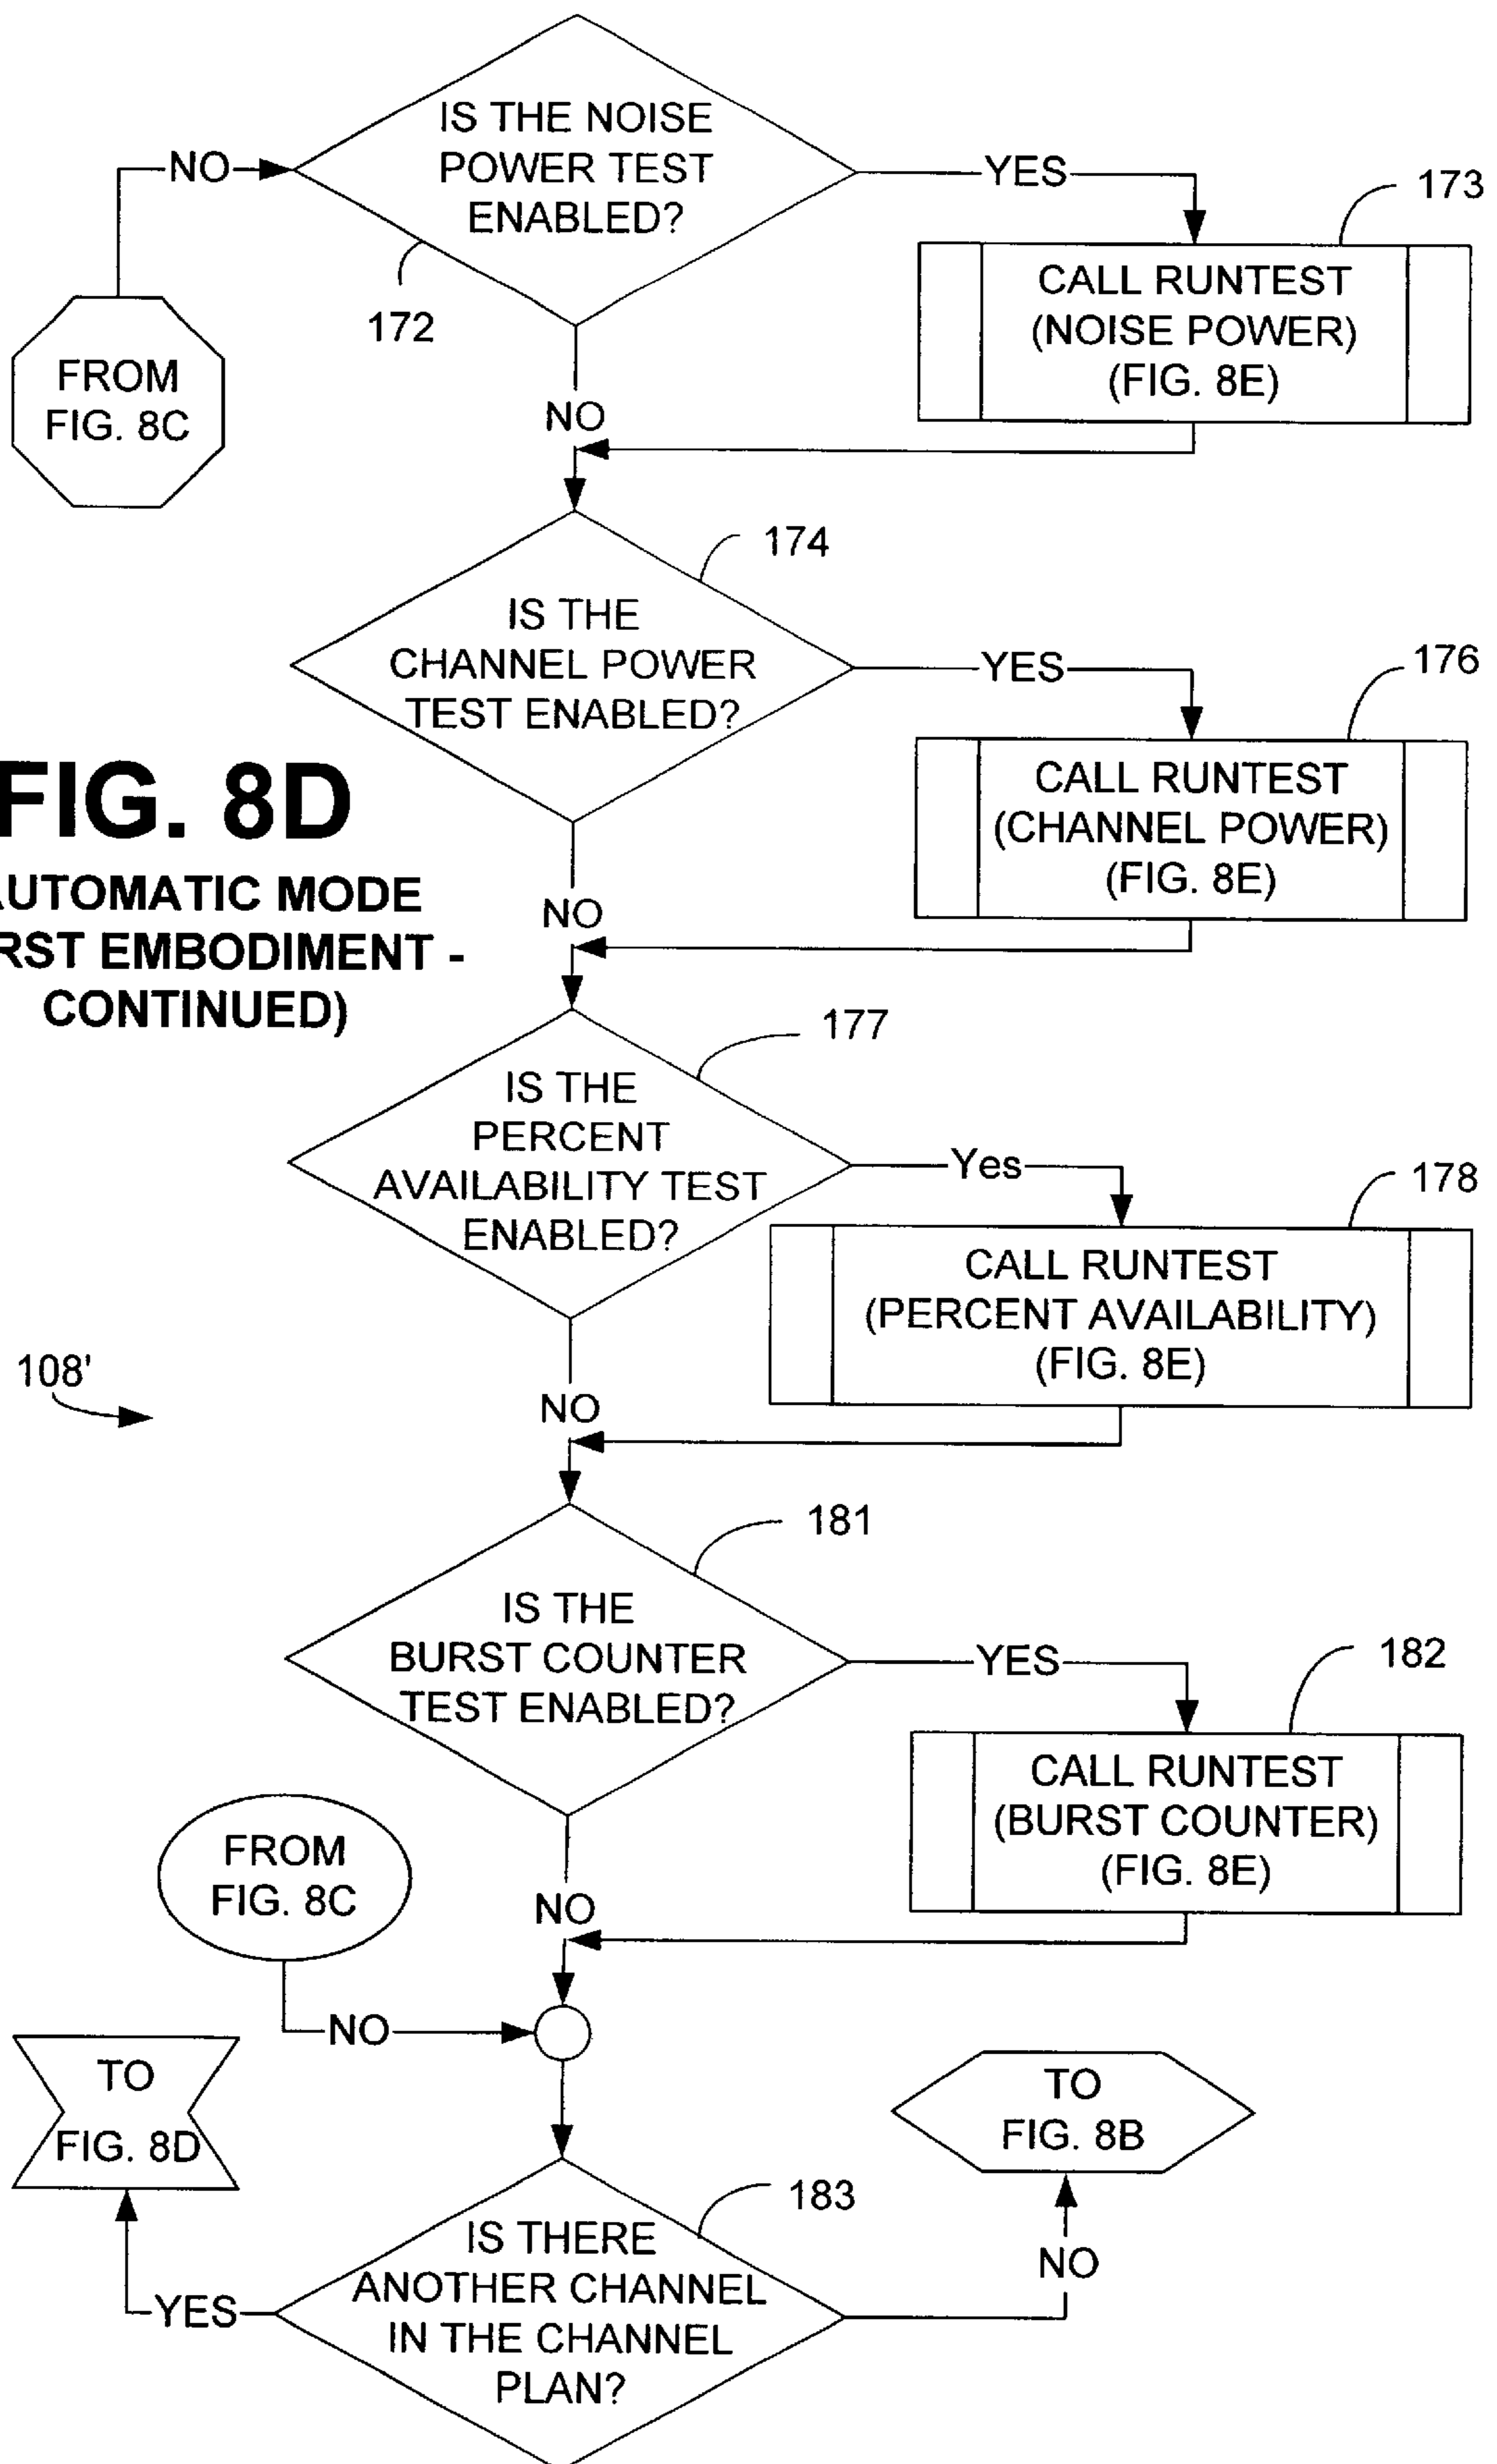 IS THE NOISE
POWER TEST
ENABLED?
NO
YES
173
172
CALL RUNTEST
(NOISE POWER)
(FIG. 8E)
FROM
FIG. 8C
NO
174
IS THE
CHANNEL POWER
TEST ENABLED?
YES
176
CALL RUNTEST
(CHANNEL POWER)
(FIG. 8E)
FIG. 8D
AUTOMATIC MODE
RST EMBODIMENT -
CONTINUED)
NO
177
IS THE
PERCENT
AVAILABILITY TEST
ENABLED?
Yes
178
CALL RUNTEST
(PERCENT AVAILABILITY)
(FIG. 8E)
108'
NO
181
IS THE
BURST COUNTER
TEST ENABLED?
YES
182
CALL RUNTEST
(BURST COUNTER)
(FIG. 8E)
FROM
FIG. 8C
NO
NO
TO
FIG. 8D
TO
FIG. 8B
183
IS THERE
ANOTHER CHANNEL
IN THE CHANNEL
PLAN?
YES
NO